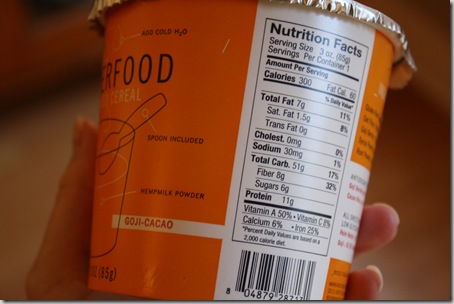 ADD COLD H₂O
ERFOOD
CEREAL
SPOON INCLUDED
HEMPMILK POWDER
GOJI-CACAO
OZ (85g)
Nutrition Facts
Serving Size 3 oz. (85g)
Servings Per Container 1
Amount Per Serving
Calories 300 Fat Cal. 60
% Daily Value*
Total Fat 7g 11%
Sat. Fat 1.5g 8%
Trans Fat 0g
Cholest. 0mg 0%
Sodium 30mg 1%
Total Carb. 51g 17%
Fiber 8g 32%
Sugars 6g
Protein 11g
Vitamin A 50% • Vitamin C 8%
Calcium 6% • Iron 25%
*Percent Daily Values are based on a
2,000 calorie diet.
8 04879